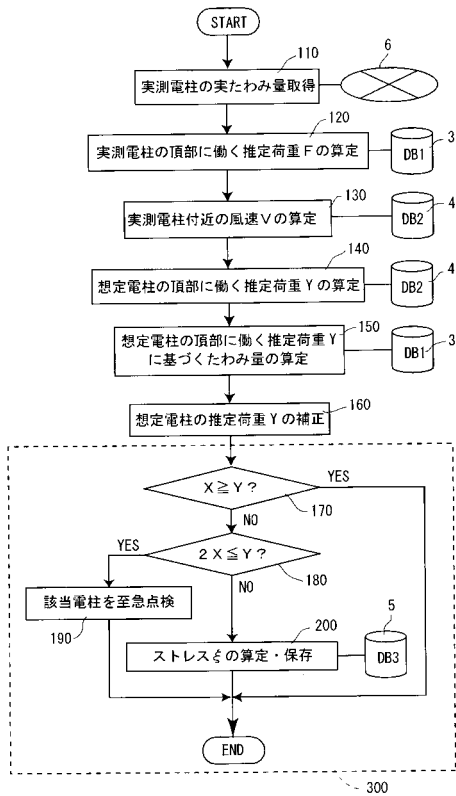 START
110
6
実測電柱の実たわみ量取得
120
3
実測電柱の頂部に働く推定荷重Fの算定
DB1
130
4
実測電柱付近の風速Vの算定
DB2
140
4
想定電柱の頂部に働く推定荷重Yの算定
DB2
150
3
想定電柱の頂部に働く推定荷重Y
に基づくたわみ量の算定
DB1
160
想定電柱の推定荷重Yの補正
X≧Y?
YES
170
NO
YES
2X≦Y?
180
NO
該当電柱を至急点検
190
200
5
ストレスξの算定・保存
DB3
END
300